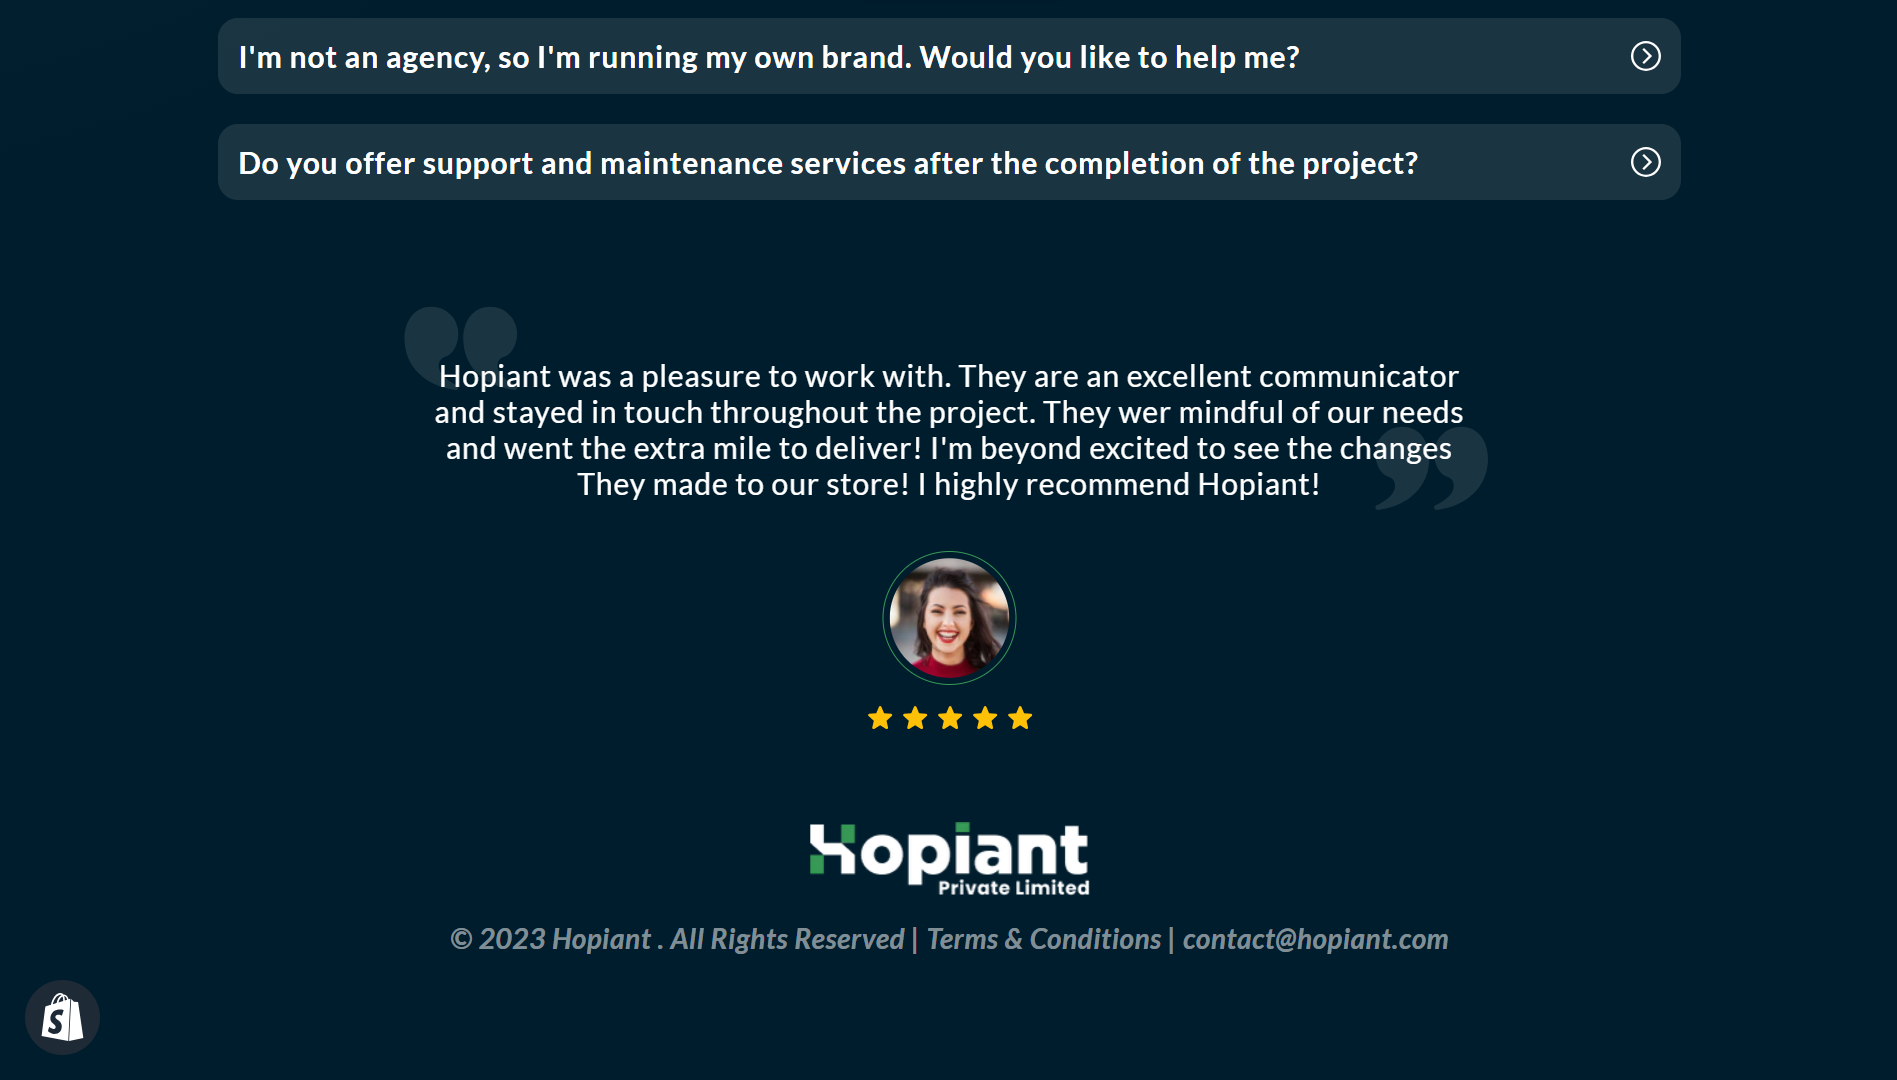 I'm not an agency, so I'm running my own brand. Would you like to help me?
Do you offer support and maintenance services after the completion of the project?
Hopiant was a pleasure to work with. They are an excellent communicator
and stayed in touch throughout the project. They wer mindful of our needs
and went the extra mile to deliver! I'm beyond excited to see the changes
They made to our store! I highly recommend Hopiant!
Hopiant
Private Limited
© 2023 Hopiant . All Rights Reserved | Terms & Conditions | contact@hopiant.com